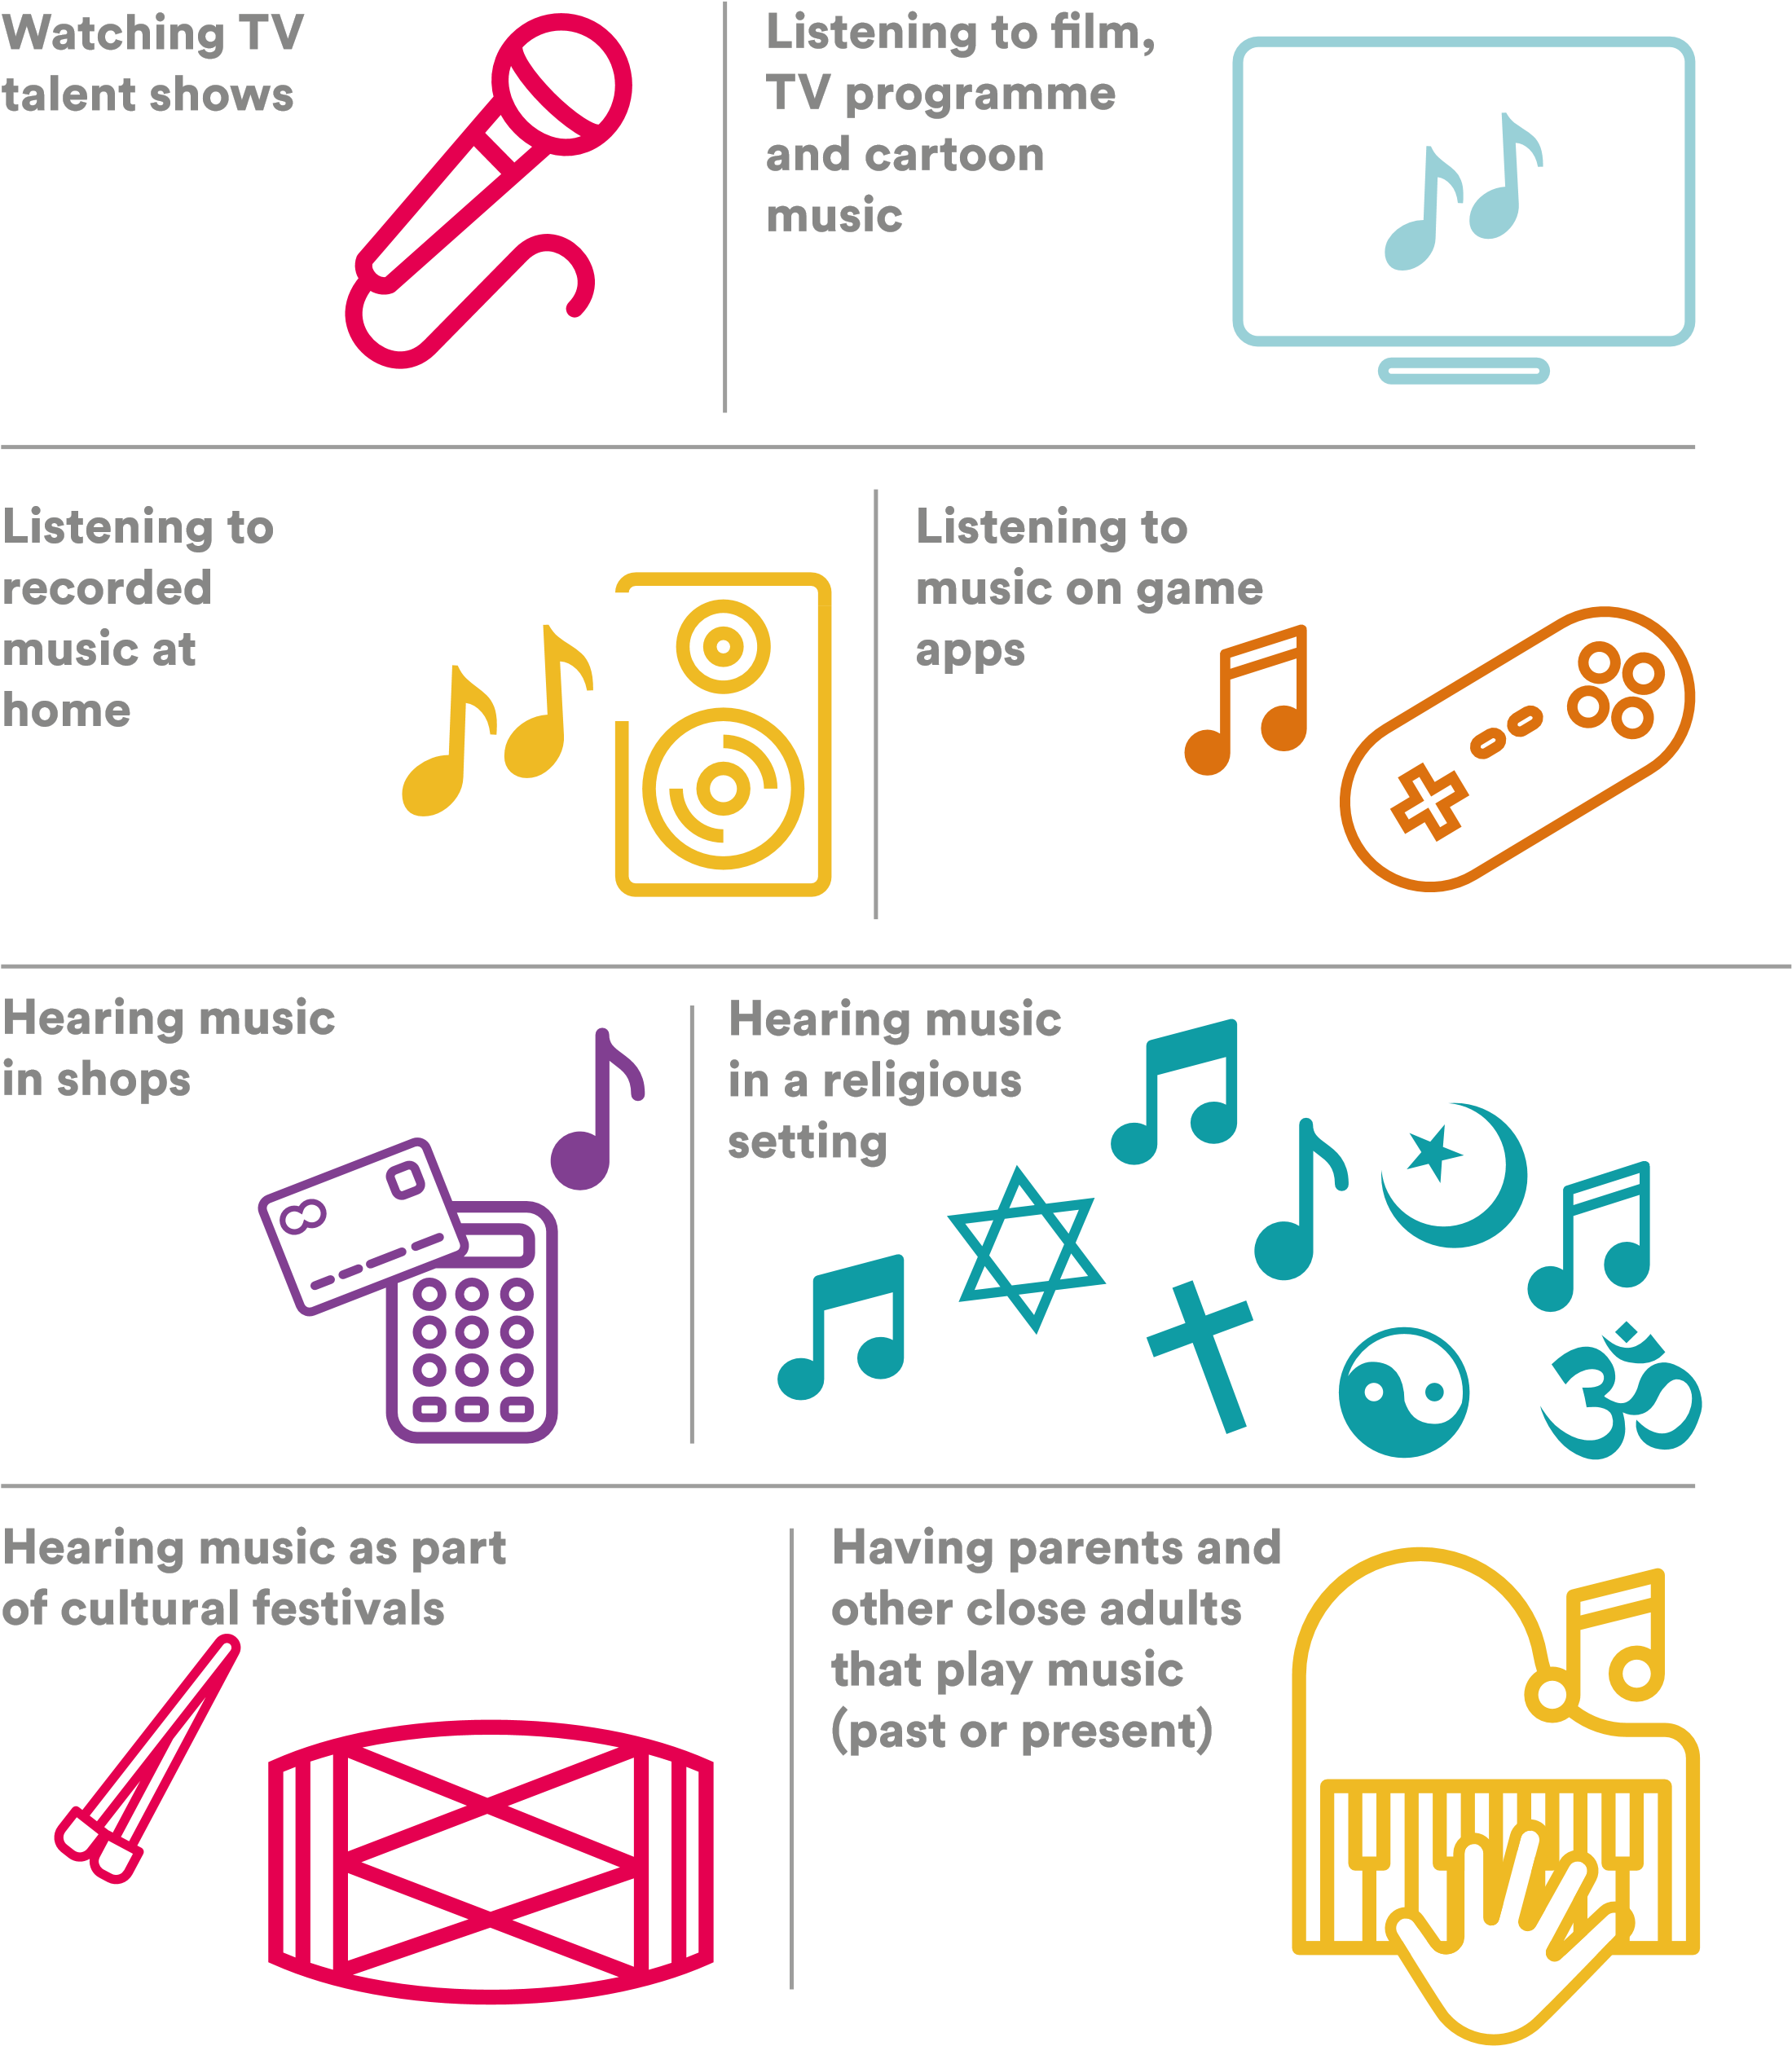 Watching TV
talent shows
Listening to film,
TV programme
and cartoon
music
Listening to
recorded
music at
home
Listening to
music on game
apps
Hearing music
in shops
Hearing music
in a religious
setting
Hearing music as part
of cultural festivals
Having parents and
other close adults
that play music
(past or present)